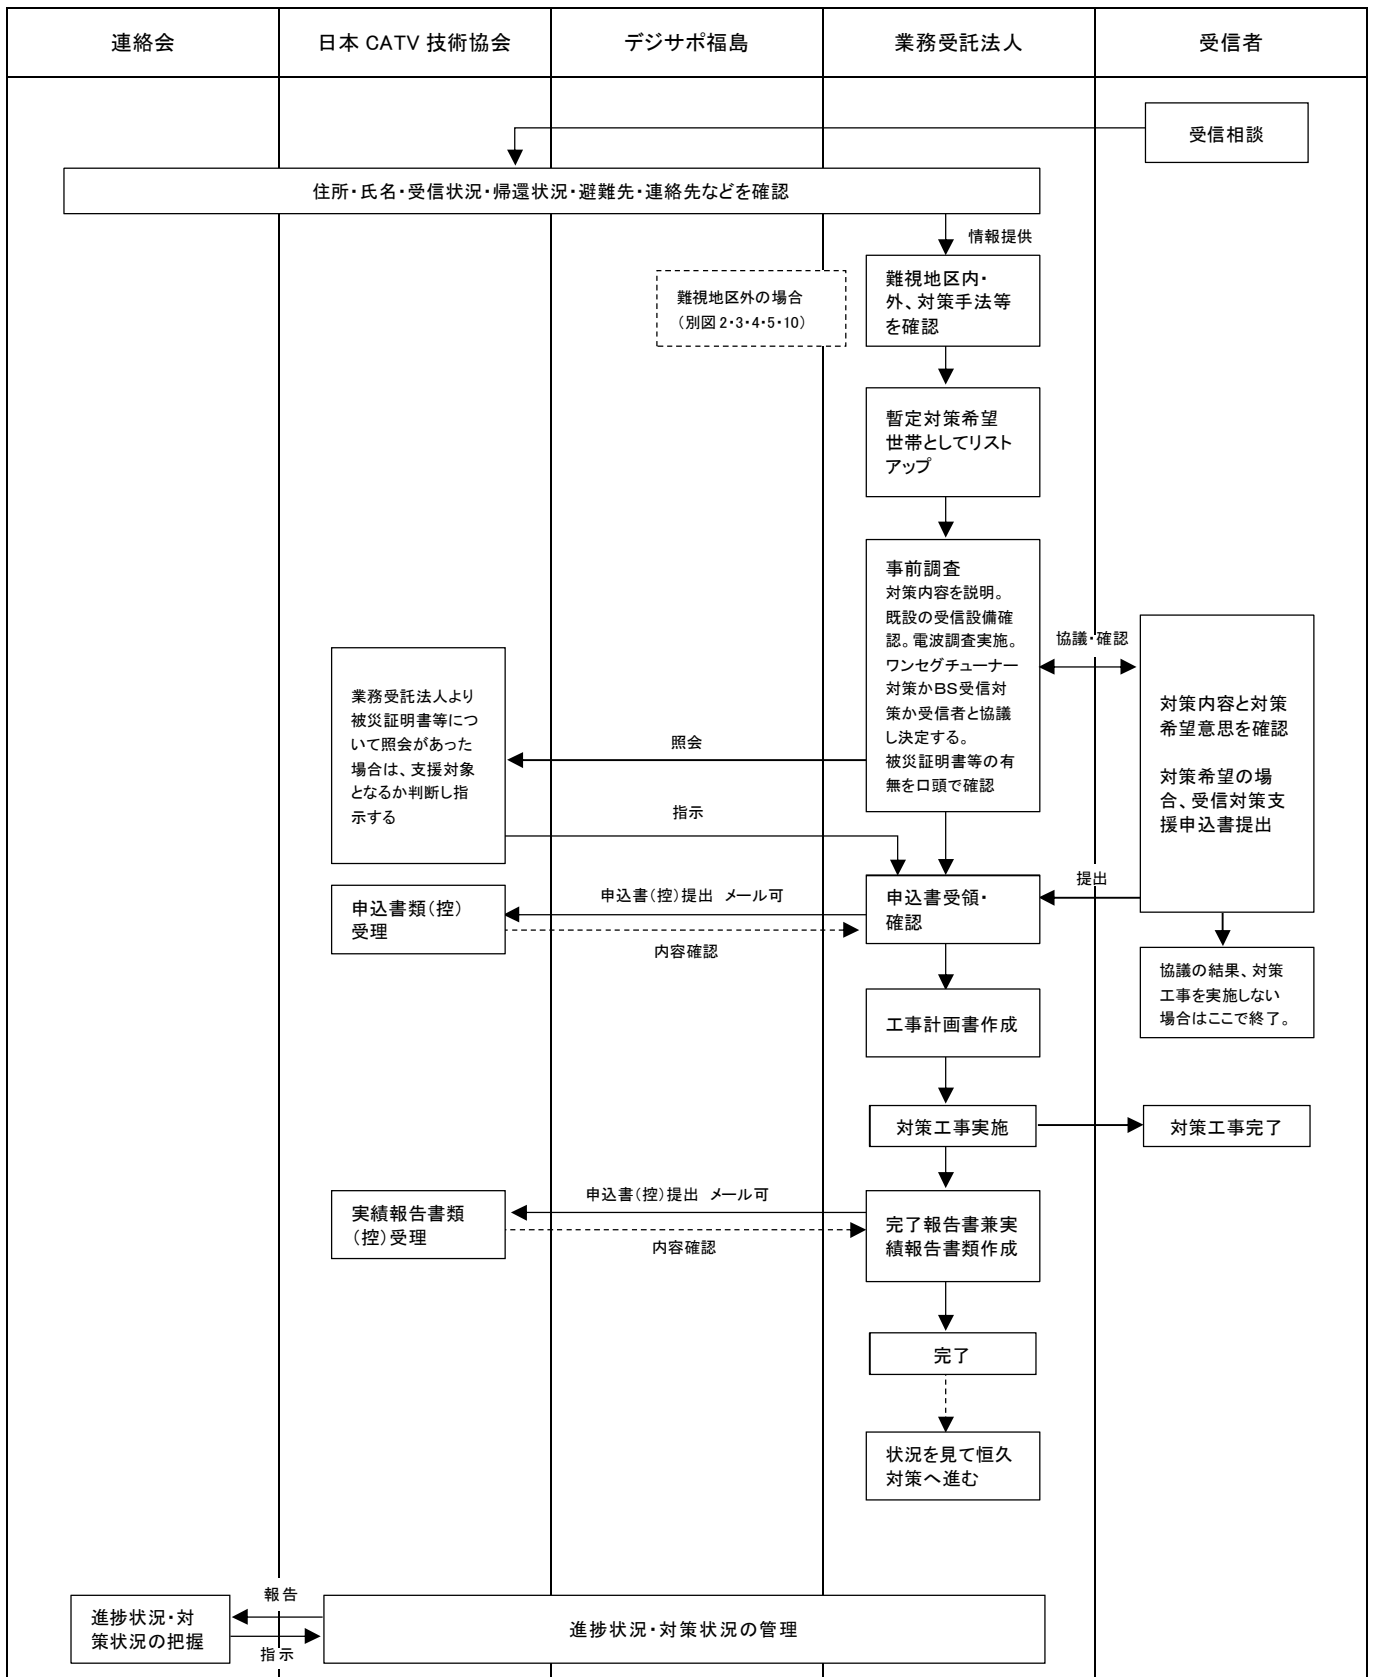 連絡会
日本 CATV 技術協会
デジサポ福島
業務受託法人
受信者
受信相談
住所・氏名・受信状況・帰還状況・避難先・連絡先などを確認
情報提供
難視地区外の場合
（別図 2・3・4・5・10）
難視地区内・
外、対策手法等
を確認
暫定対策希望
世帯としてリスト
アップ
事前調査
対策内容を説明。
既設の受信設備確
認。電波調査実施。
ワンセグチューナー
対策かBS受信対
策か受信者と協議
し決定する。
被災証明書等の有
無を口頭で確認
協議・確認
対策内容と対策
希望意思を確認
対策希望の場
合、受信対策支
援申込書提出
業務受託法人より
被災証明書等につ
いて照会があった
場合は、支援対象
となるか判断し指
示する
照会
指示
提出
申込書類（控）
受理
申込書（控）提出 メール可
内容確認
申込書受領・
確認
協議の結果、対策
工事を実施しない
場合はここで終了。
工事計画書作成
対策工事実施
対策工事完了
実績報告書類
（控）受理
申込書（控）提出 メール可
内容確認
完了報告書兼実
績報告書類作成
完了
状況を見て恒久
対策へ進む
進捗状況・対
策状況の把握
報告
指示
進捗状況・対策状況の管理